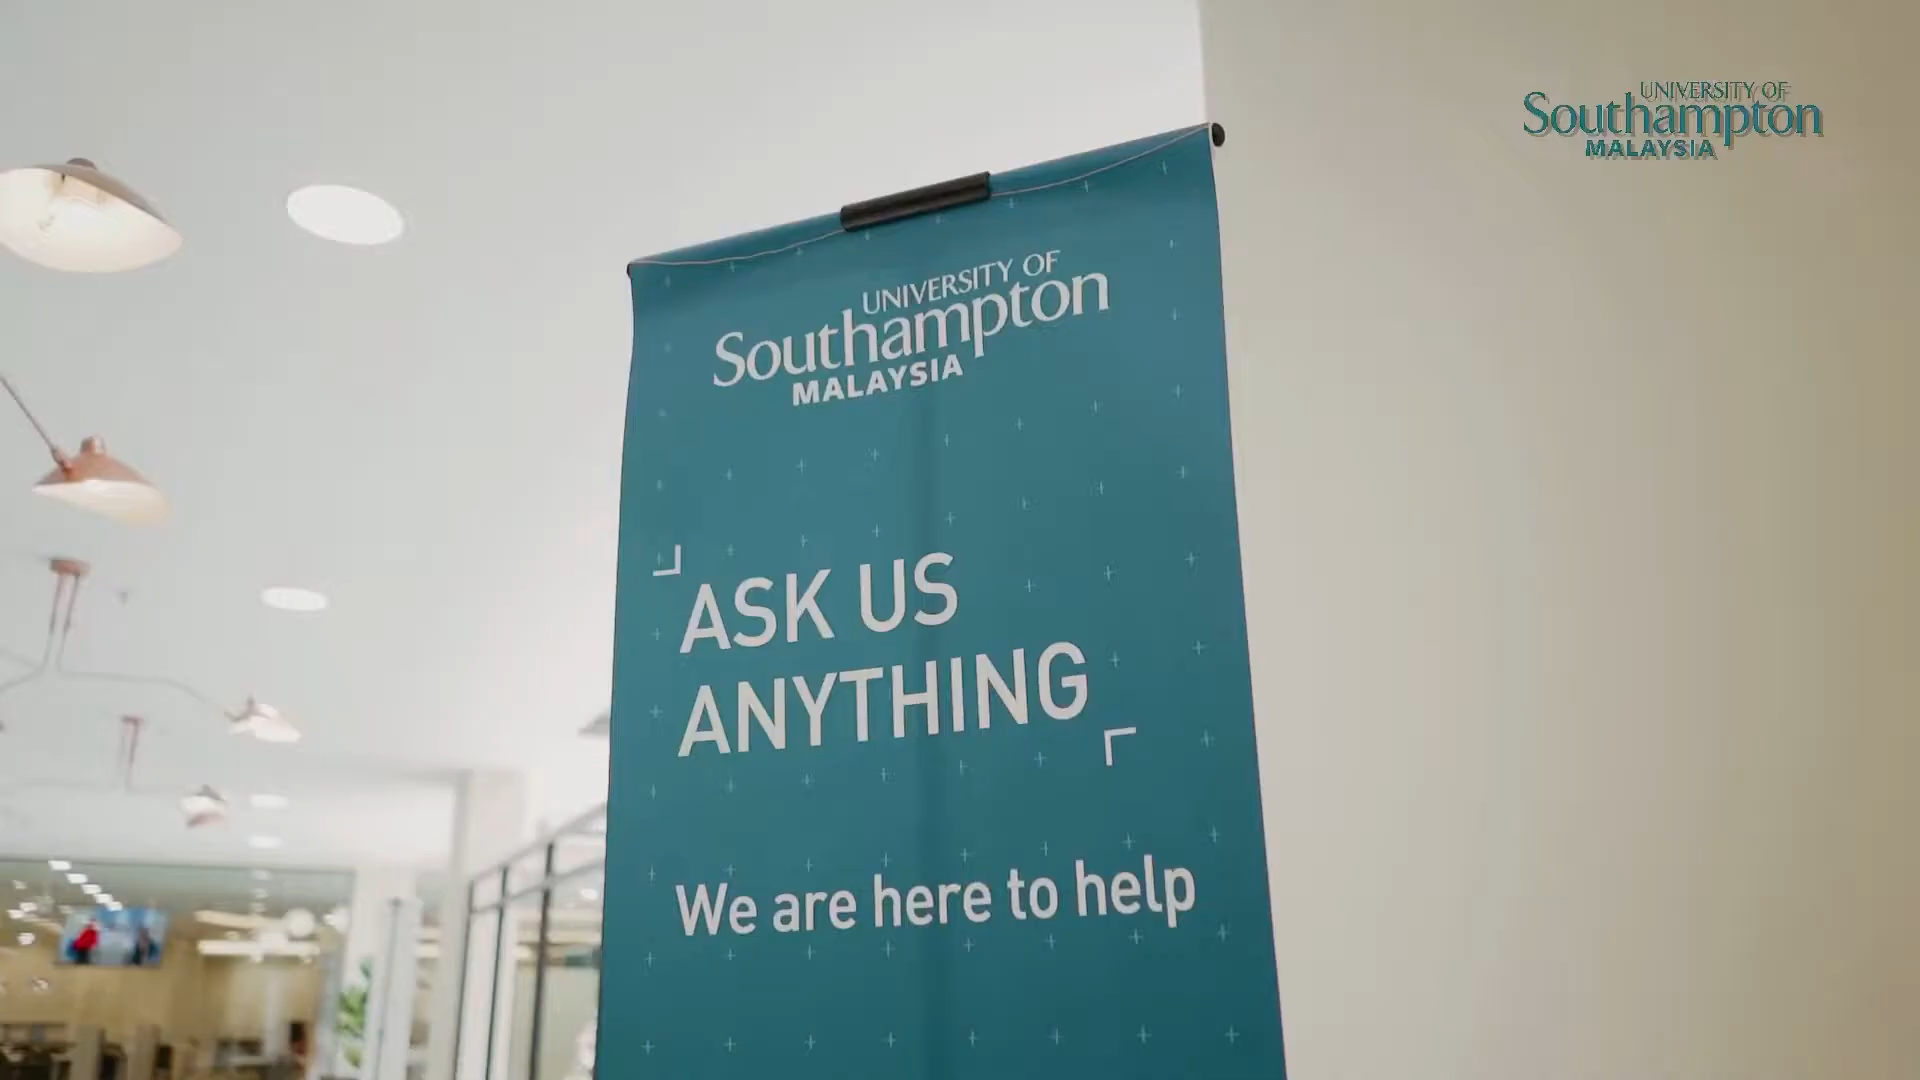 UNIVERSITY OF
Southampton
MALAYSIA
UNIVERSITY OF
Southampton
MALAYSIA
ASK US
ANYTHING
We are here to help